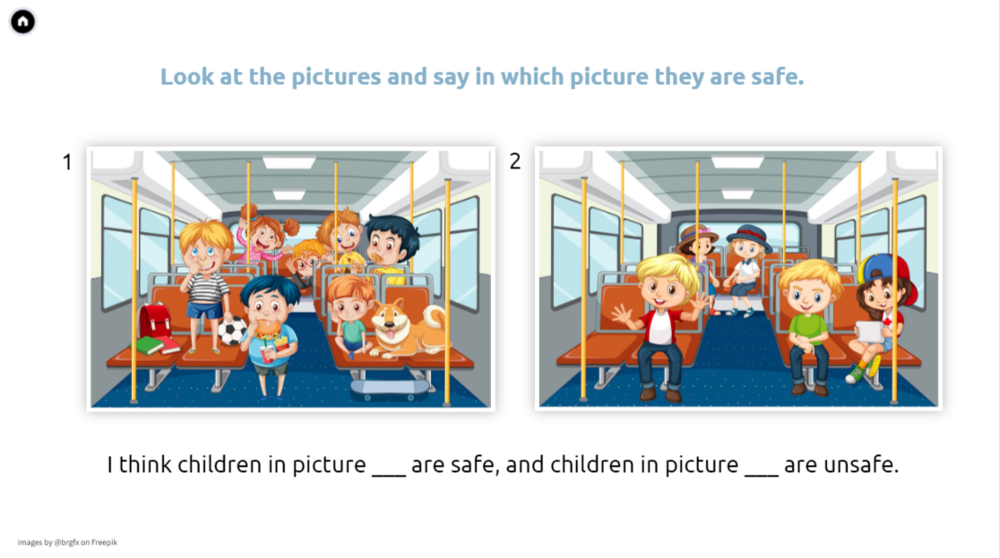 Look at the pictures and say in which picture they are safe.
1
2
I think children in picture ___ are safe, and children in picture ___ are unsafe.
images by @brgfx on Freepik